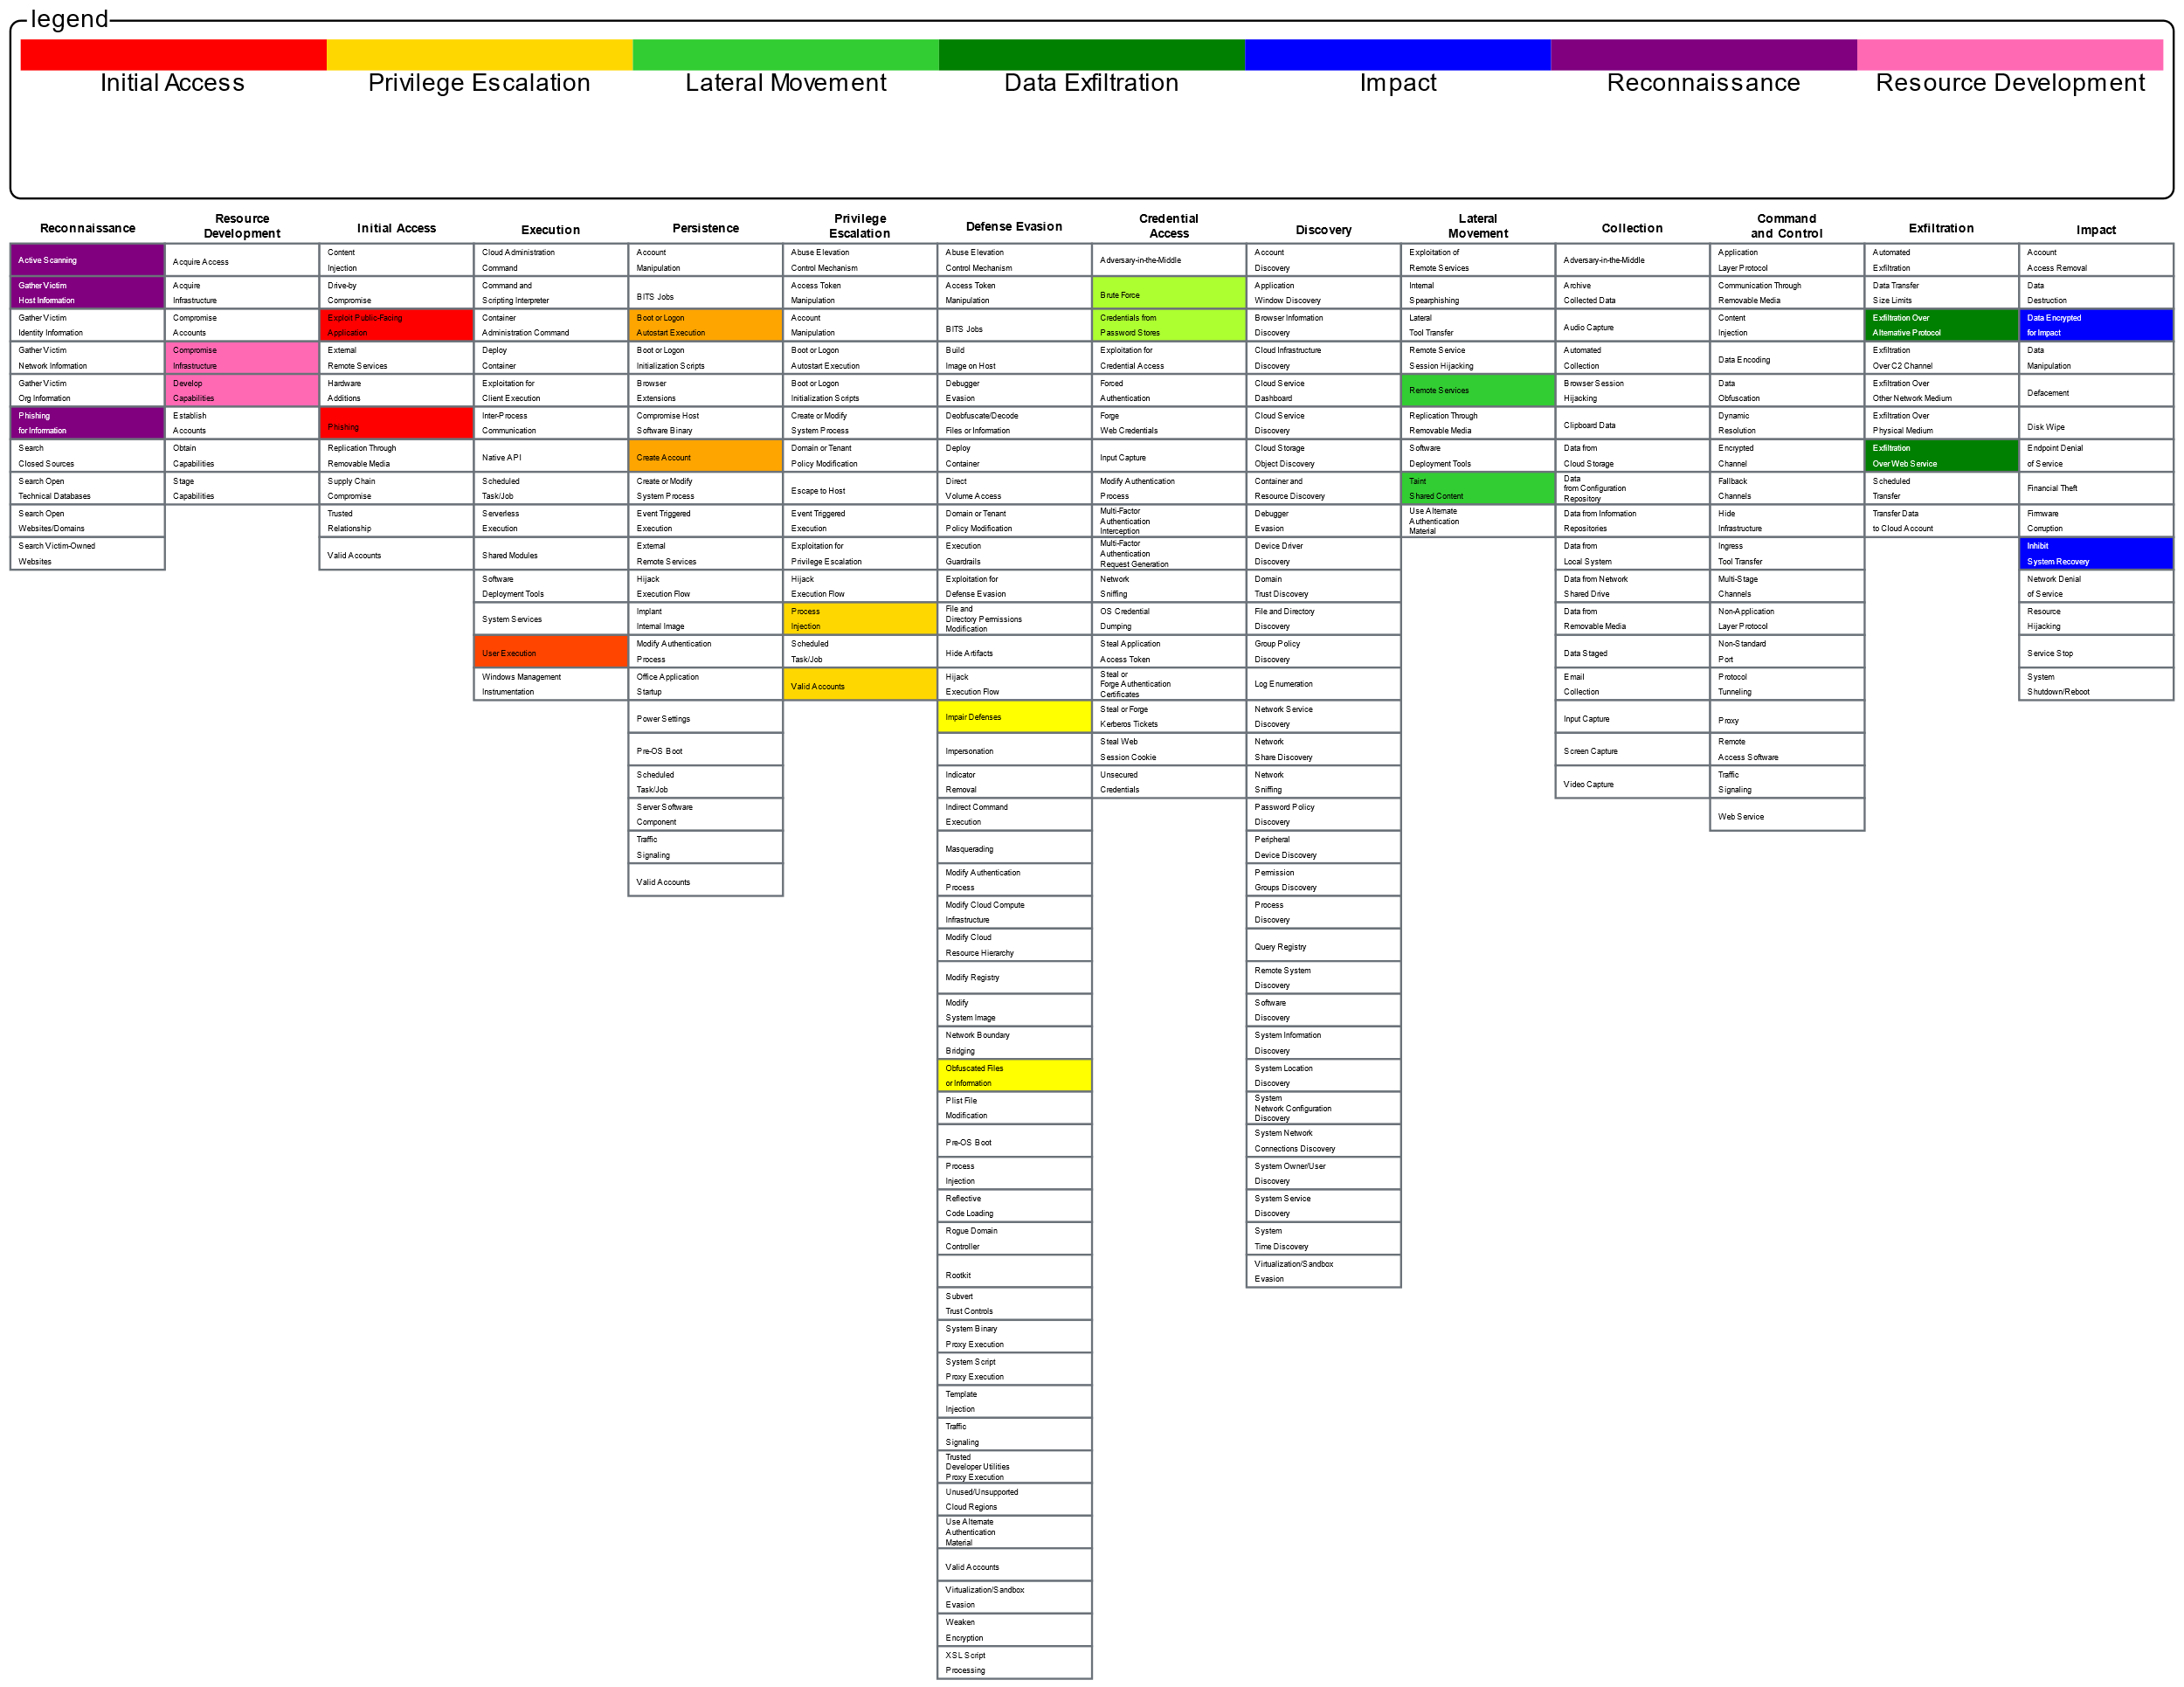 legend
Initial Access
Privilege Escalation
Lateral Movement
Data Exfiltration
Impact
Reconnaissance
Resource Development
Reconnaissance
Active Scanning
Gather Victim
Host Information
Gather Victim
Identity Information
Gather Victim
Network Information
Gather Victim
Org Information
Phishing
for Information
Search
Closed Sources
Search Open
Technical Databases
Search Open
Websites/Domains
Search Victim-Owned
Websites
Resource
Development
Acquire Access
Acquire
Infrastructure
Compromise
Accounts
Compromise
Infrastructure
Develop
Capabilities
Establish
Accounts
Obtain
Capabilities
Stage
Capabilities
Initial Access
Content
Injection
Drive-by
Compromise
Exploit Public-Facing
Application
External
Remote Services
Hardware
Additions
Phishing
Replication Through
Removable Media
Supply Chain
Compromise
Trusted
Relationship
Valid Accounts
Execution
Cloud Administration
Command
Command and
Scripting Interpreter
Container
Administration Command
Deploy
Container
Exploitation for
Client Execution
Inter-Process
Communication
Native API
Scheduled
Task/Job
Serverless
Execution
Shared Modules
Software
Deployment Tools
System Services
User Execution
Windows Management
Instrumentation
Persistence
Account
Manipulation
BITS Jobs
Boot or Logon
Autostart Execution
Boot or Logon
Initialization Scripts
Browser
Extensions
Compromise Host
Software Binary
Create Account
Create or Modify
System Process
Event Triggered
Execution
External
Remote Services
Hijack
Execution Flow
Implant
Internal Image
Modify Authentication
Process
Office Application
Startup
Power Settings
Pre-OS Boot
Scheduled
Task/Job
Server Software
Component
Traffic
Signaling
Valid Accounts
Privilege
Escalation
Abuse Elevation
Control Mechanism
Access Token
Manipulation
Account
Manipulation
Boot or Logon
Autostart Execution
Boot or Logon
Initialization Scripts
Create or Modify
System Process
Domain or Tenant
Policy Modification
Escape to Host
Event Triggered
Execution
Exploitation for
Privilege Escalation
Hijack
Execution Flow
Process
Injection
Scheduled
Task/Job
Valid Accounts
Defense Evasion
Abuse Elevation
Control Mechanism
Access Token
Manipulation
BITS Jobs
Build
Image on Host
Debugger
Evasion
Deobfuscate/Decode
Files or Information
Deploy
Container
Direct
Volume Access
Domain or Tenant
Policy Modification
Execution
Guardrails
Exploitation for
Defense Evasion
File and
Directory Permissions
Modification
Hide Artifacts
Hijack
Execution Flow
Impair Defenses
Impersonation
Indicator
Removal
Indirect Command
Execution
Masquerading
Modify Authentication
Process
Modify Cloud Compute
Infrastructure
Modify Cloud
Resource Hierarchy
Modify Registry
Modify
System Image
Network Boundary
Bridging
Obfuscated Files
or Information
Plist File
Modification
Pre-OS Boot
Process
Injection
Reflective
Code Loading
Rogue Domain
Controller
Rootkit
Subvert
Trust Controls
System Binary
Proxy Execution
System Script
Proxy Execution
Template
Injection
Traffic
Signaling
Trusted
Developer Utilities
Proxy Execution
Unused/Unsupported
Cloud Regions
Use Alternate
Authentication
Material
Valid Accounts
Virtualization/Sandbox
Evasion
Weaken
Encryption
XSL Script
Processing
Credential
Access
Adversary-in-the-Middle
Brute Force
Credentials from
Password Stores
Exploitation for
Credential Access
Forced
Authentication
Forge
Web Credentials
Input Capture
Modify Authentication
Process
Multi-Factor
Authentication
Interception
Multi-Factor
Authentication
Request Generation
Network
Sniffing
OS Credential
Dumping
Steal Application
Access Token
Steal or
Forge Authentication
Certificates
Steal or Forge
Kerberos Tickets
Steal Web
Session Cookie
Unsecured
Credentials
Discovery
Account
Discovery
Application
Window Discovery
Browser Information
Discovery
Cloud Infrastructure
Discovery
Cloud Service
Dashboard
Cloud Service
Discovery
Cloud Storage
Object Discovery
Container and
Resource Discovery
Debugger
Evasion
Device Driver
Discovery
Domain
Trust Discovery
File and Directory
Discovery
Group Policy
Discovery
Log Enumeration
Network Service
Discovery
Network
Share Discovery
Network
Sniffing
Password Policy
Discovery
Peripheral
Device Discovery
Permission
Groups Discovery
Process
Discovery
Query Registry
Remote System
Discovery
Software
Discovery
System Information
Discovery
System Location
Discovery
System
Network Configuration
Discovery
System Network
Connections Discovery
System Owner/User
Discovery
System Service
Discovery
System
Time Discovery
Virtualization/Sandbox
Evasion
Lateral
Movement
Exploitation of
Remote Services
Internal
Spearphishing
Lateral
Tool Transfer
Remote Service
Session Hijacking
Remote Services
Replication Through
Removable Media
Software
Deployment Tools
Taint
Shared Content
Use Alternate
Authentication
Material
Collection
Adversary-in-the-Middle
Archive
Collected Data
Audio Capture
Automated
Collection
Browser Session
Hijacking
Clipboard Data
Data from
Cloud Storage
Data
from Configuration
Repository
Data from Information
Repositories
Data from
Local System
Data from Network
Shared Drive
Data from
Removable Media
Data Staged
Email
Collection
Input Capture
Screen Capture
Video Capture
Command
and Control
Application
Layer Protocol
Communication Through
Removable Media
Content
Injection
Data Encoding
Data
Obfuscation
Dynamic
Resolution
Encrypted
Channel
Fallback
Channels
Hide
Infrastructure
Ingress
Tool Transfer
Multi-Stage
Channels
Non-Application
Layer Protocol
Non-Standard
Port
Protocol
Tunneling
Proxy
Remote
Access Software
Traffic
Signaling
Web Service
Exfiltration
Automated
Exfiltration
Data Transfer
Size Limits
Exfiltration Over
Alternative Protocol
Exfiltration
Over C2 Channel
Exfiltration Over
Other Network Medium
Exfiltration Over
Physical Medium
Exfiltration
Over Web Service
Scheduled
Transfer
Transfer Data
to Cloud Account
Impact
Account
Access Removal
Data
Destruction
Data Encrypted
for Impact
Data
Manipulation
Defacement
Disk Wipe
Endpoint Denial
of Service
Financial Theft
Firmware
Corruption
Inhibit
System Recovery
Network Denial
of Service
Resource
Hijacking
Service Stop
System
Shutdown/Reboot